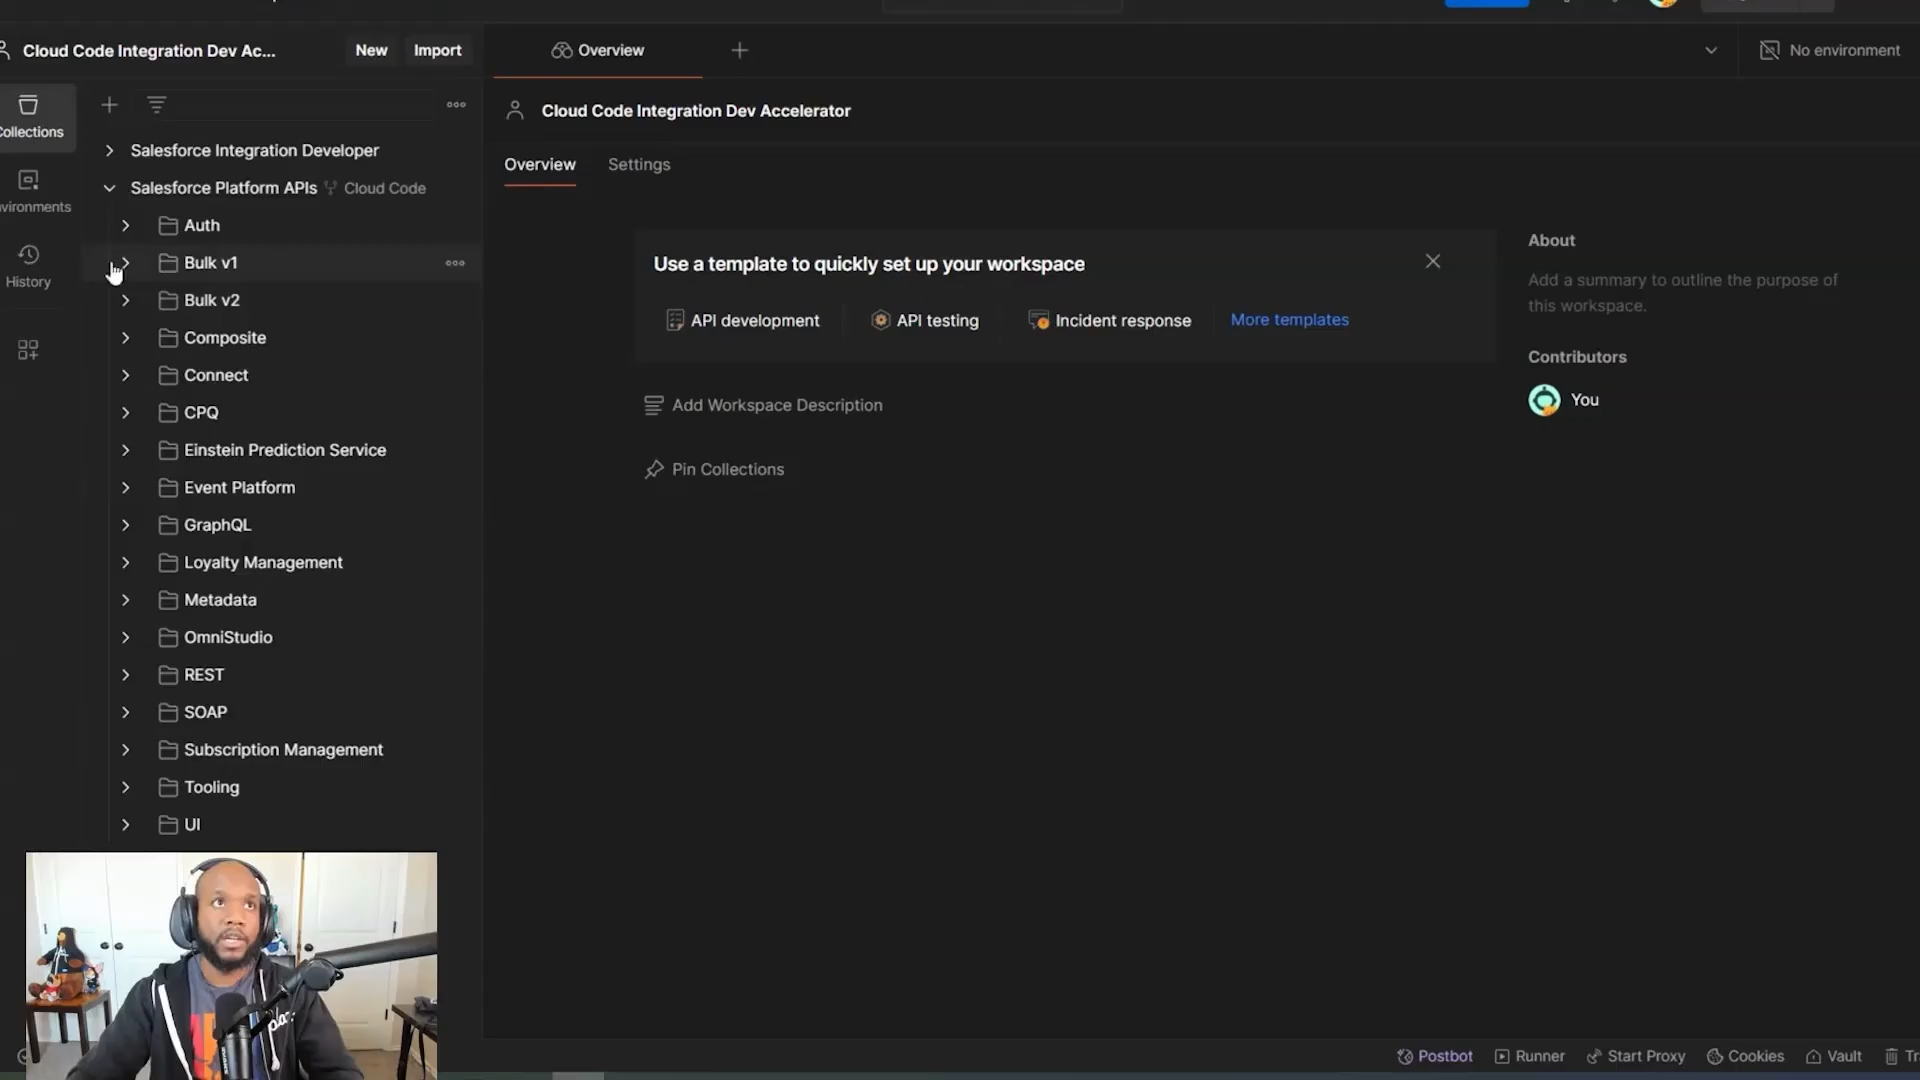 Cloud Code Integration Dev Ac...
New
Import
Overview
No environment
Collections
Salesforce Integration Developer
Salesforce Platform APIs Cloud Code
Auth
Bulk v1
Bulk v2
Composite
Connect
CPQ
Einstein Prediction Service
Event Platform
GraphQL
Loyalty Management
Metadata
OmniStudio
REST
SOAP
Subscription Management
Tooling
UI
vironments
History
Cloud Code Integration Dev Accelerator
Overview
Settings
Use a template to quickly set up your workspace
API development
API testing
Incident response
More templates
Add Workspace Description
Pin Collections
About
Add a summary to outline the purpose of
this workspace.
Contributors
You
Postbot
Runner
Start Proxy
Cookies
Vault
Tr